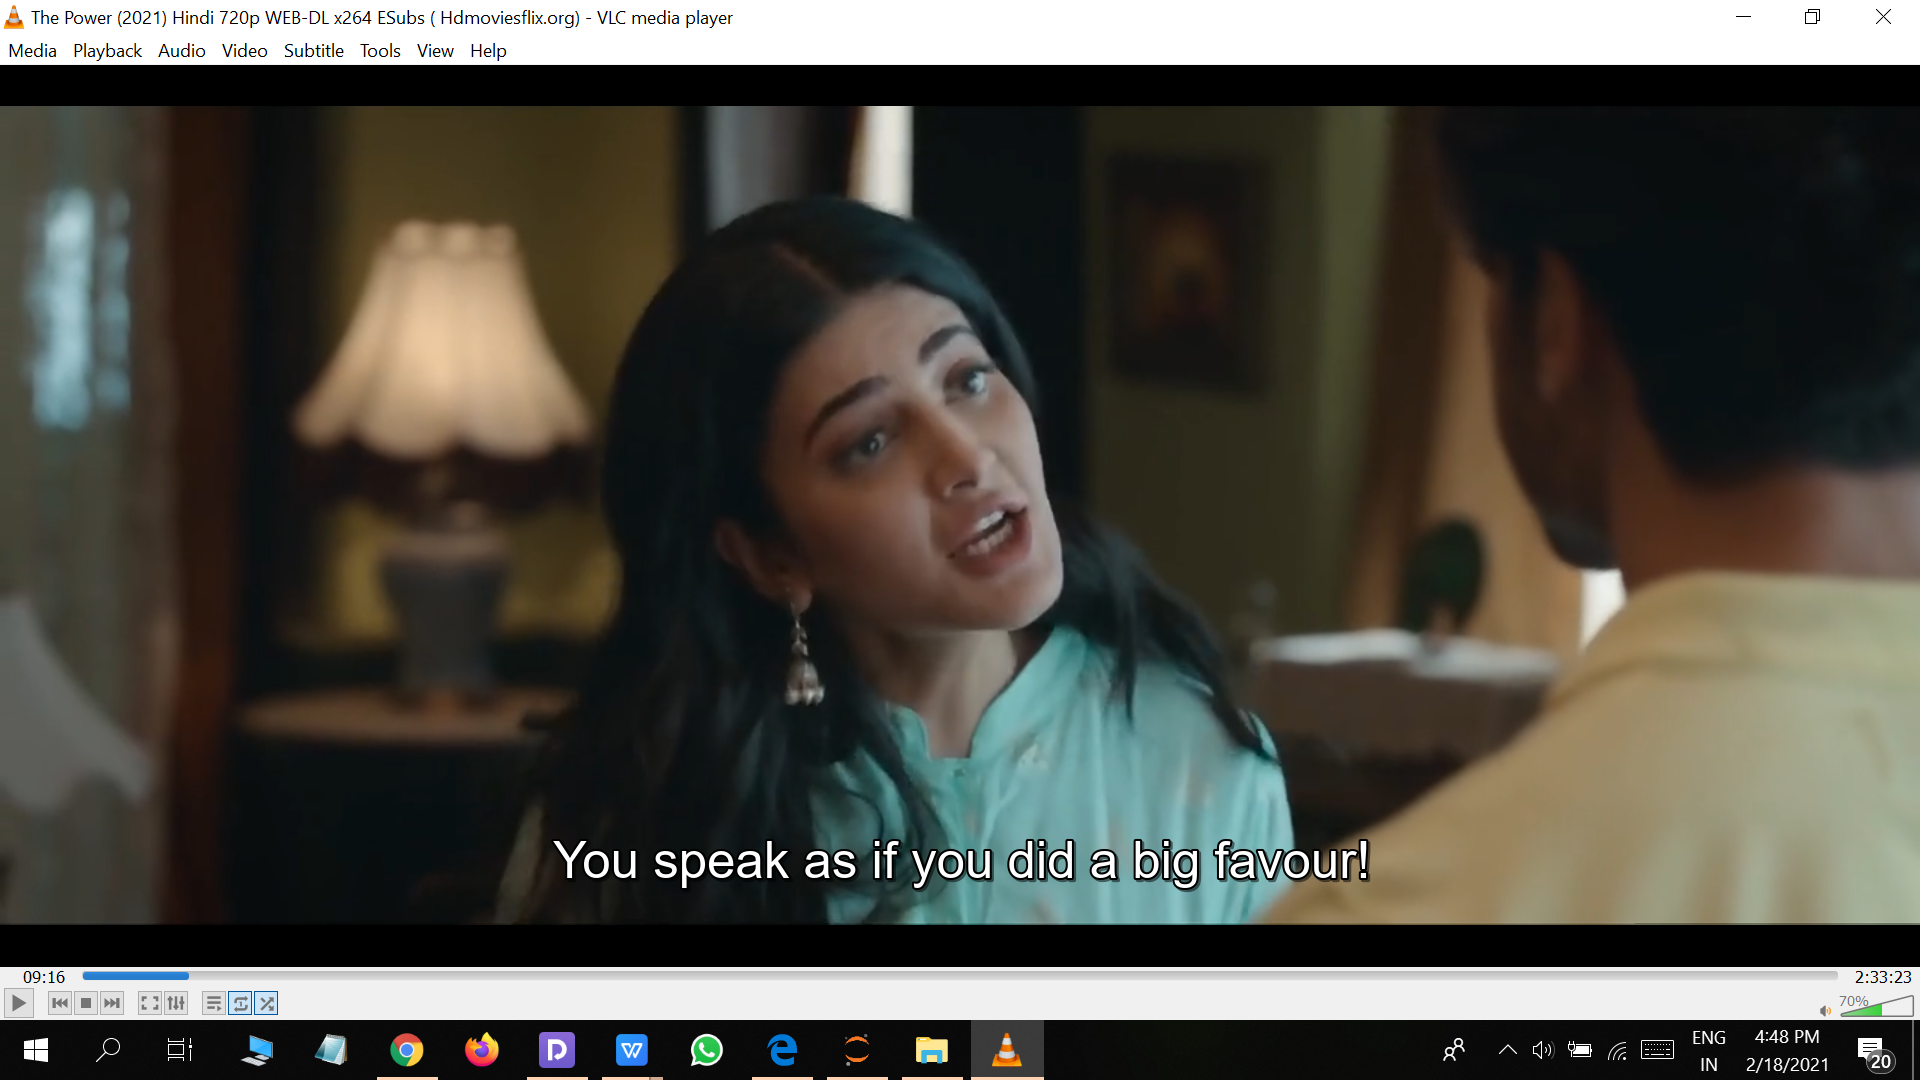 The Power (2021) Hindi 720p WEB-DL x264 ESubs ( Hdmoviesflix.org) - VLC media player
Media Playback Audio Video Subtitle Tools View Help
You speak as if you did a big favour!
09:16
2:33:23
70%
ENG
IN
4:48 PM
2/18/2021
20